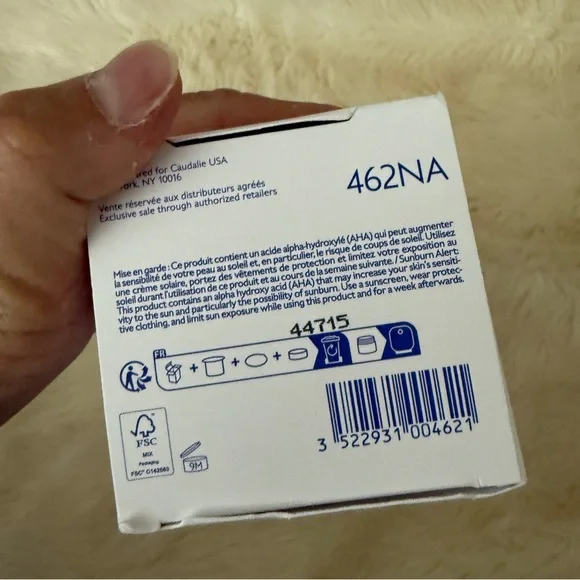 for Caudalie USA
NY 10016
Vente réservée aux distributeurs agréés
Exclusive sale through authorized retailers
462NA
Mise en garde : Ce produit contient un acide alpha-hydroxylé (AHA) qui peut augmenter
la sensibilité de votre peau au soleil et, en particulier, le risque de coups de soleil. Utilisez
une crème solaire, portez des vêtements de protection et limitez votre exposition au
soleil durant l'utilisation de ce produit et au cours de la semaine suivante. / Sunburn Alert:
This product contains an alpha hydroxy acid (AHA) that may increase your skin's sensiti-
vity to the sun and particularly the possibility of sunburn. Use a sunscreen, wear protec-
tive clothing, and limit sun exposure while using this product and for a week afterwards.
44715
FR
+ + +
FSC
MIX
Packaging
FSC® C142660
9M
3 522931 004621